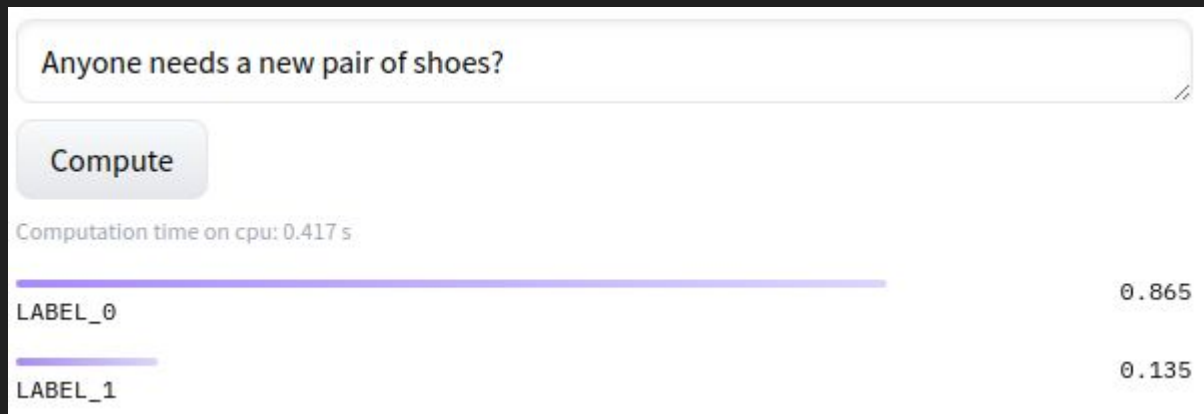 Anyone needs a new pair of shoes?
Compute
Computation time on cpu: 0.417 s
0.865
LABEL_0
0.135
LABEL_1